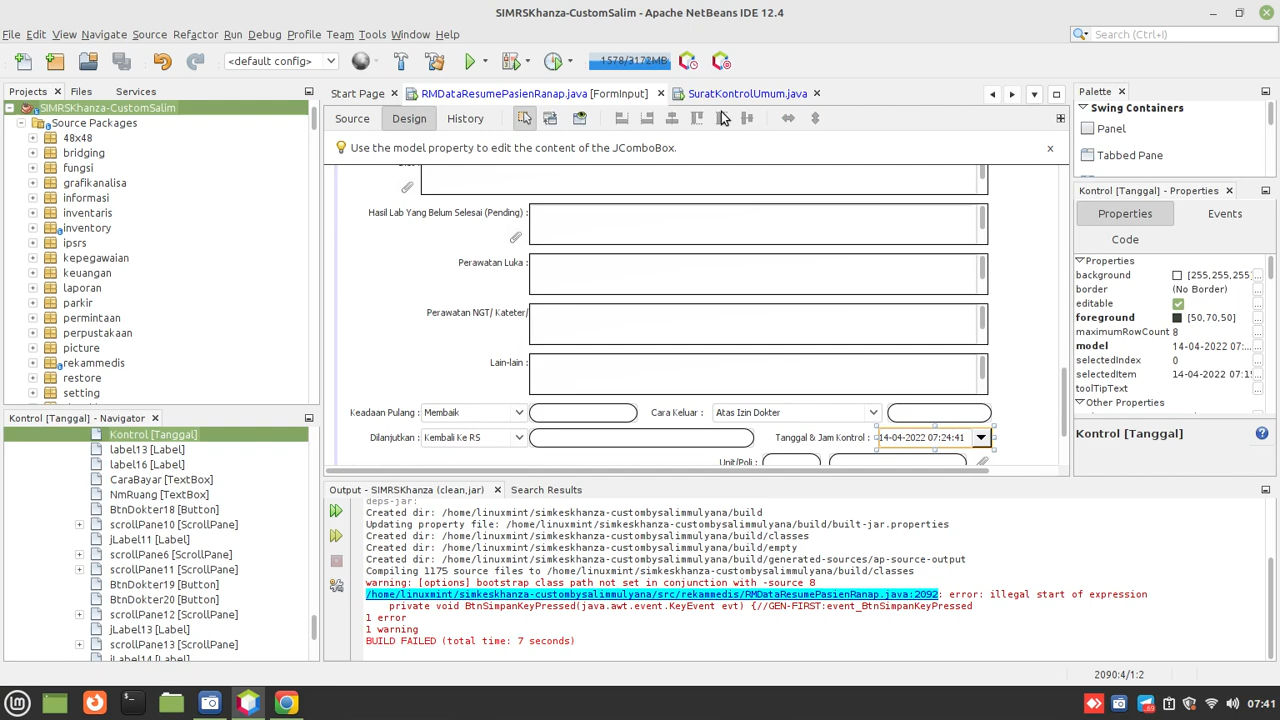 SIMRSKhanza-CustomSalim - Apache NetBeans IDE 12.4
File Edit View Navigate Source Refactor Run Debug Profile Team Tools Window Help
Search (Ctrl+I)
<default config>
1578/3172MB
Projects Files Services
SIMRSKhanza-CustomSalim
Source Packages
48x48
bridging
fungsi
grafikanalisa
informasi
inventaris
inventory
ipsrs
kepegawaian
keuangan
laporan
parkir
permintaan
perpustakaan
picture
rekammedis
restore
setting
Kontrol [Tanggal] - Navigator
Kontrol [Tanggal]
label13 [Label]
label16 [Label]
CaraBayar [TextBox]
NmRuang [TextBox]
BtnDokter18 [Button]
scrollPane10 [ScrollPane]
jLabel11 [Label]
scrollPane6 [ScrollPane]
scrollPane11 [ScrollPane]
BtnDokter19 [Button]
BtnDokter20 [Button]
scrollPane12 [ScrollPane]
jLabel13 [Label]
scrollPane13 [ScrollPane]
jLabel14 [Label]
Start Page RMDataResumePasienRanap.java [FormInput] SuratKontrolUmum.java
Source Design History
Use the model property to edit the content of the JComboBox.
Hasil Lab Yang Belum Selesai (Pending) :
Perawatan Luka :
Perawatan NGT/ Kateter/
Lain-lain :
Keadaan Pulang : Membaik Cara Keluar : Atas Izin Dokter
Dilanjutkan : Kembali Ke RS Tanggal & Jam Kontrol : 14-04-2022 07:24:41
Unit/Poli :
Output - SIMRSKhanza (clean,jar) Search Results
deps-jar:
Created dir: /home/linuxmint/simkeskhanza-custombysalimmulyana/build
Updating property file: /home/linuxmint/simkeskhanza-custombysalimmulyana/build/built-jar.properties
Created dir: /home/linuxmint/simkeskhanza-custombysalimmulyana/build/classes
Created dir: /home/linuxmint/simkeskhanza-custombysalimmulyana/build/empty
Created dir: /home/linuxmint/simkeskhanza-custombysalimmulyana/build/generated-sources/ap-source-output
Compiling 1175 source files to /home/linuxmint/simkeskhanza-custombysalimmulyana/build/classes
warning: [options] bootstrap class path not set in conjunction with -source 8
/home/linuxmint/simkeskhanza-custombysalimmulyana/src/rekammedis/RMDataResumePasienRanap.java:2092: error: illegal start of expression
private void BtnSimpanKeyPressed(java.awt.event.KeyEvent evt) {//GEN-FIRST:event_BtnSimpanKeyPressed
1 error
1 warning
BUILD FAILED (total time: 7 seconds)
Palette
Swing Containers
Panel
Tabbed Pane
Kontrol [Tanggal] - Properties
Properties Events
Code
Properties
background [255,255,255]
border (No Border)
editable
foreground [50,70,50]
maximumRowCount 8
model 14-04-2022 07:...
selectedIndex 0
selectedItem 14-04-2022 07:1
toolTipText
Other Properties
Kontrol [Tanggal]
2090:4/1:2
07:41